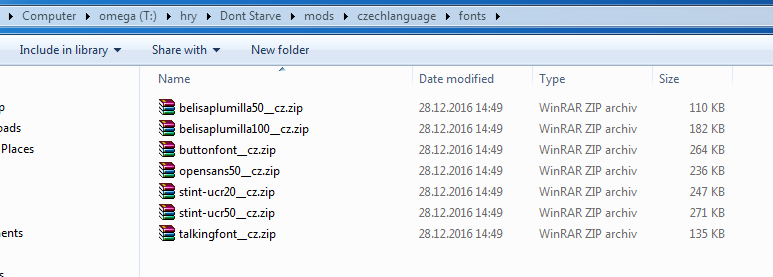 Computer omega (T:) hry Dont Starve mods czechlanguage fonts
Include in library Share with New folder
Name Date modified Type Size
belisaplumilla50__cz.zip 28.12.2016 14:49 WinRAR ZIP archiv 110 KB
p belisaplumilla100__cz.zip 28.12.2016 14:49 WinRAR ZIP archiv 182 KB
oads buttonfont__cz.zip 28.12.2016 14:49 WinRAR ZIP archiv 264 KB
Places opensans50__cz.zip 28.12.2016 14:49 WinRAR ZIP archiv 236 KB
stint-ucr20__cz.zip 28.12.2016 14:49 WinRAR ZIP archiv 247 KB
stint-ucr50__cz.zip 28.12.2016 14:49 WinRAR ZIP archiv 271 KB
ments talkingfont__cz.zip 28.12.2016 14:49 WinRAR ZIP archiv 135 KB